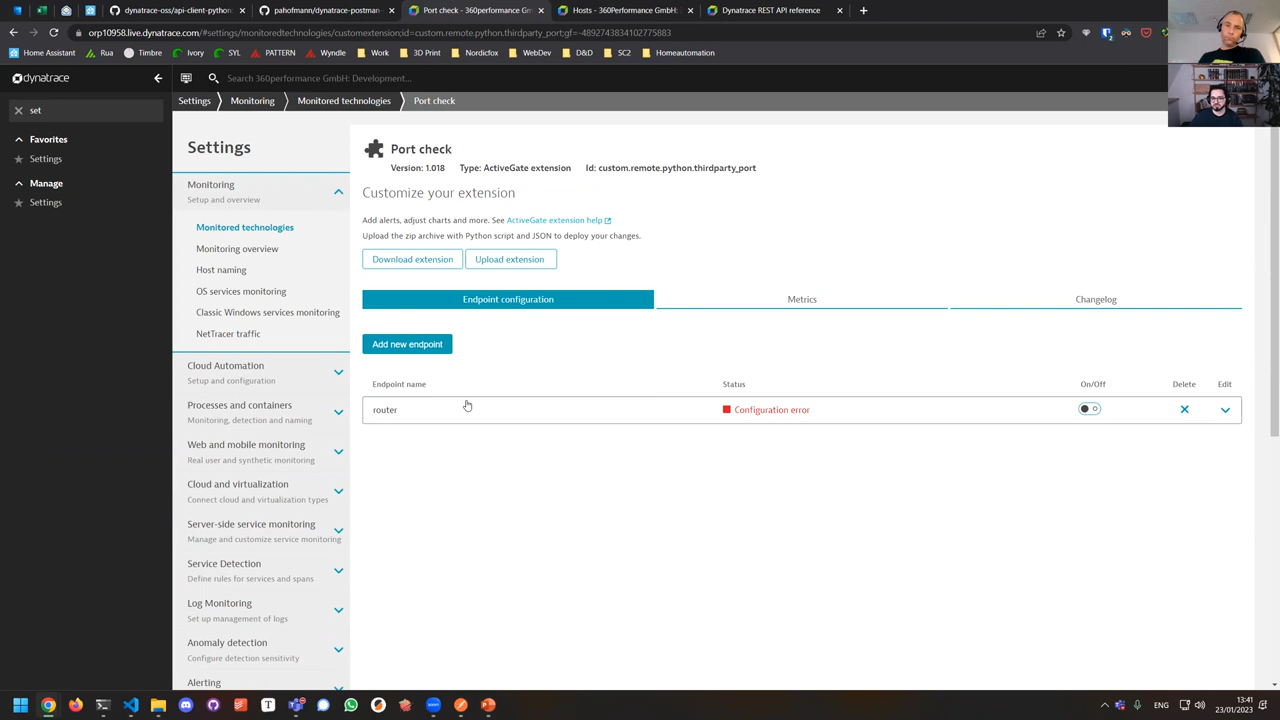 dynatrace-oss/api-client-python
pahofmann/dynatrace-python-
Port check - 360performance Gm
Hosts - 360performance GmbH:
Dynatrace REST API reference
orp10958.live.dynatrace.com/#settings/monitoredtechnologies/customextension;id=custom.remote.python.thirdparty_port;gf=-4892743834102775883
Home Assistant
Rua
Timbre
Ivory
SYL
PATHOFMANN
Watch
Work
3D Print
Nordicfox
WebDev
D&D
SC2
Homeautomation
dynatrace
Search 360performance GmbH: Development...
set
Settings
Monitoring
Monitored technologies
Port check
Favorites
Settings
Manage
Settings
Settings
Monitoring
Setup and overview
Monitored technologies
Monitoring overview
Host naming
OS services monitoring
Classic Windows services monitoring
NetTracer traffic
Cloud Automation
Setup and configuration
Processes and containers
Monitoring, detection and naming
Web and mobile monitoring
Real user and synthetic monitoring
Cloud and virtualization
Connect cloud and virtualization types
Server-side service monitoring
Manage and customize service monitoring
Service Detection
Define rules for services and spans
Log Monitoring
Set up management of logs
Anomaly detection
Configure detection sensitivity
Alerting
Port check
Version: 1.018 Type: ActiveGate extension Id: custom.remote.python.thirdparty_port
Customize your extension
Add alerts, adjust charts and more. See ActiveGate extension help
Upload the zip archive with Python script and JSON to deploy your changes.
Download extension
Upload extension
Endpoint configuration
Metrics
Changelog
Add new endpoint
Endpoint name
Status
On/Off
Delete
Edit
router
Configuration error
13:41
23/01/2023